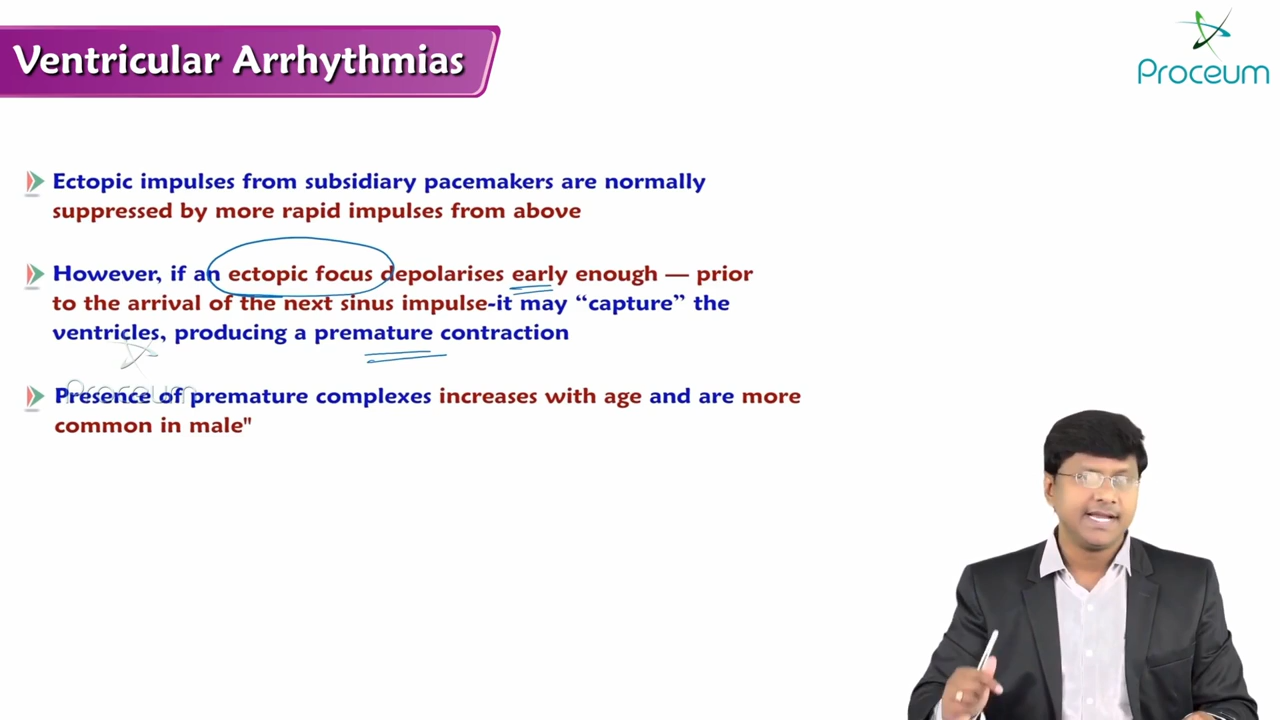 Ventricular Arrhythmias
Proceum
Ectopic impulses from subsidiary pacemakers are normally
suppressed by more rapid impulses from above
However, if an ectopic focus depolarises early enough — prior
to the arrival of the next sinus impulse-it may “capture” the
ventricles, producing a premature contraction
Proceum
Presence of premature complexes increases with age and are more
common in male"